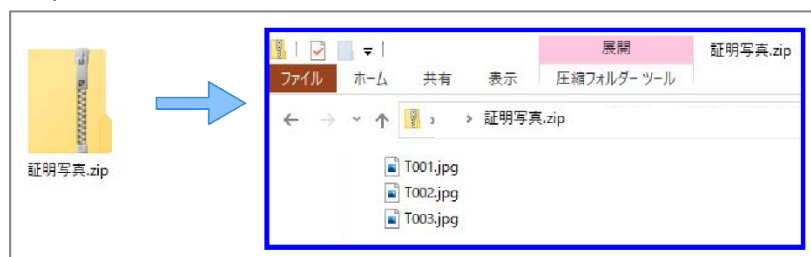 証明写真.zip
展開
証明写真.zip
ファイル ホーム 共有 表示 圧縮フォルダー ツール
証明写真.zip
T001.jpg
T002.jpg
T003.jpg